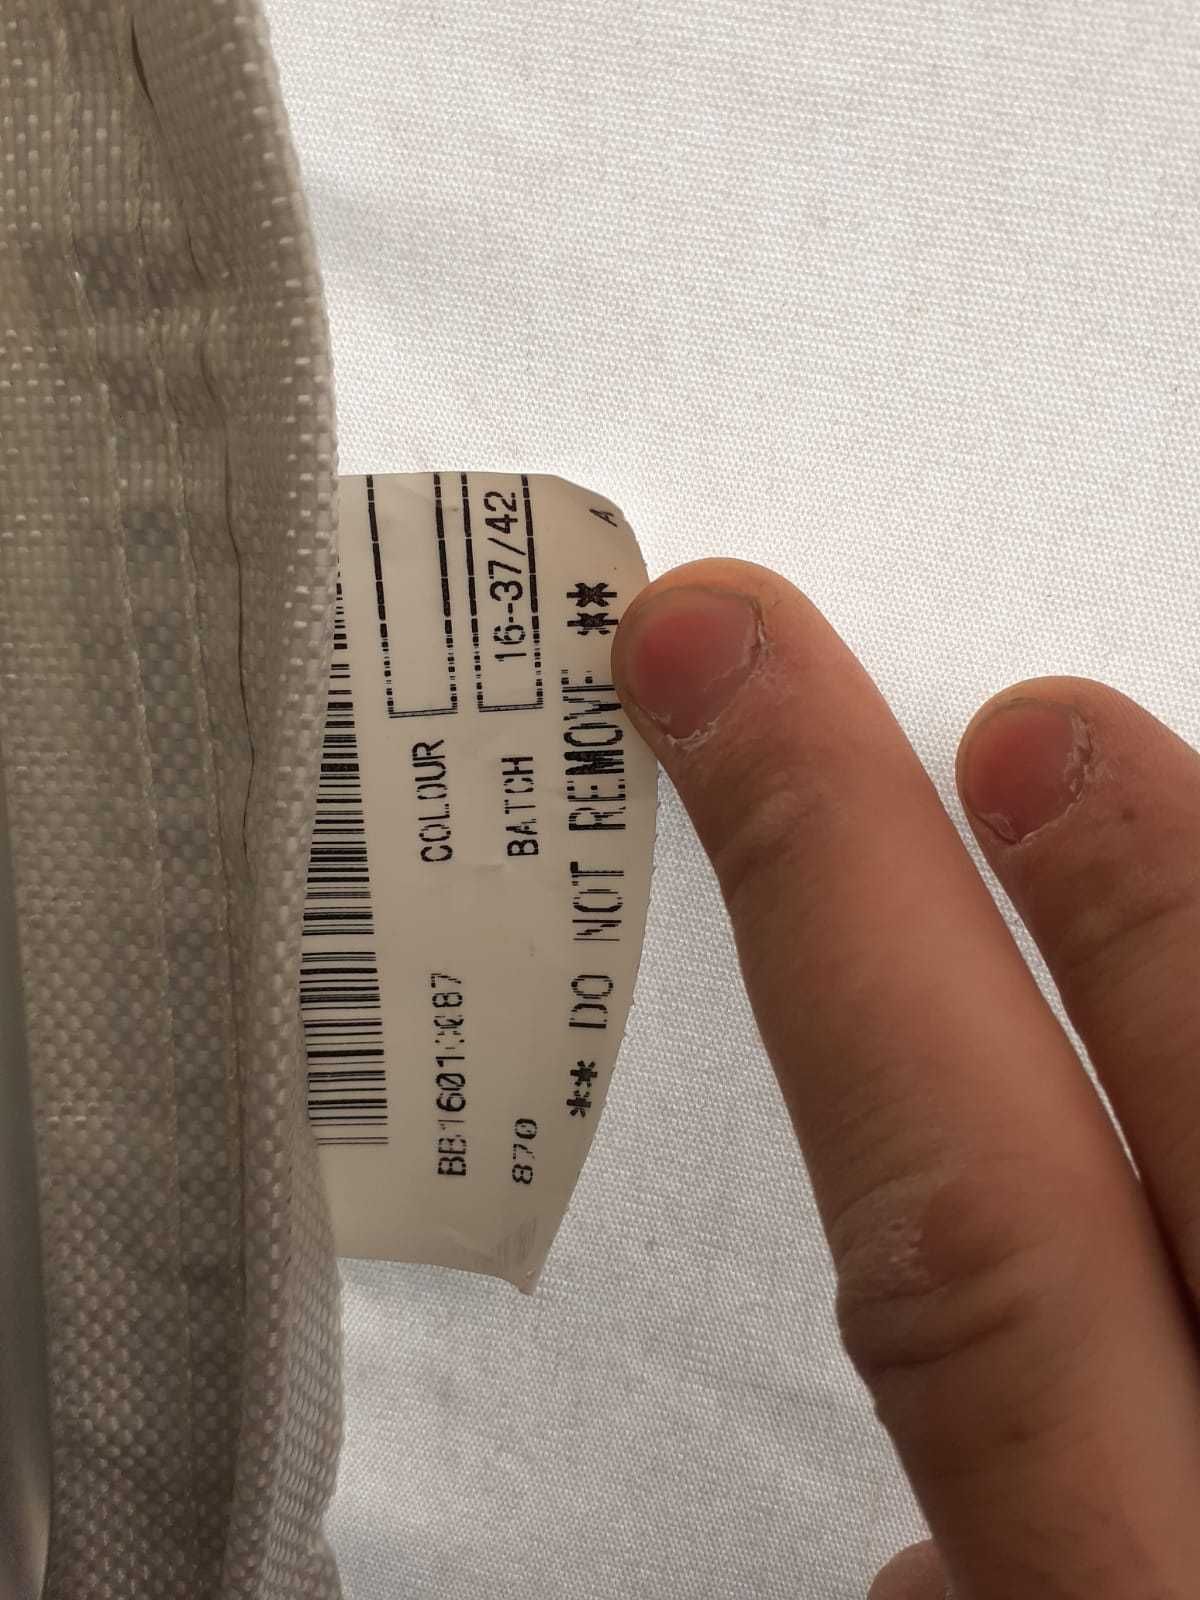 COLOUR
BATCH 16--37/42
870
** DO NOT REMOVE **
A